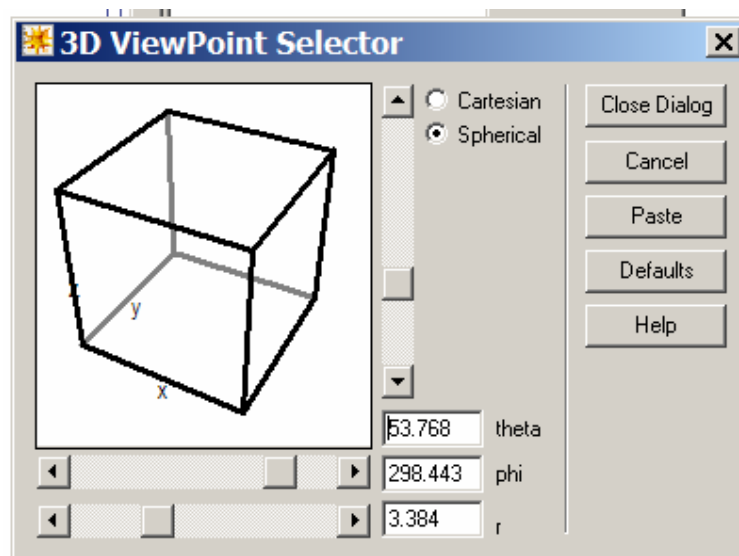 3D ViewPoint Selector
Cartesian
Spherical
Close Dialog
Cancel
Paste
Defaults
Help
z
y
x
53.768 theta
298.443 phi
3.384 r